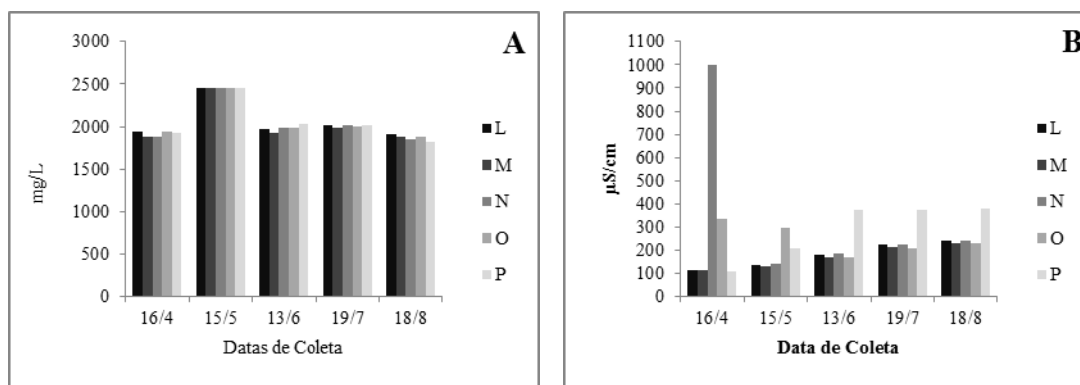 A
3000
2500
2000
1500
1000
500
0
mg/L
16/4 15/5 13/6 19/7 18/8
Datas de Coleta
L
M
N
O
P
B
1100
1000
900
800
700
600
500
400
300
200
100
0
µS/cm
16/4 15/5 13/6 19/7 18/8
Data de Coleta
L
M
N
O
P